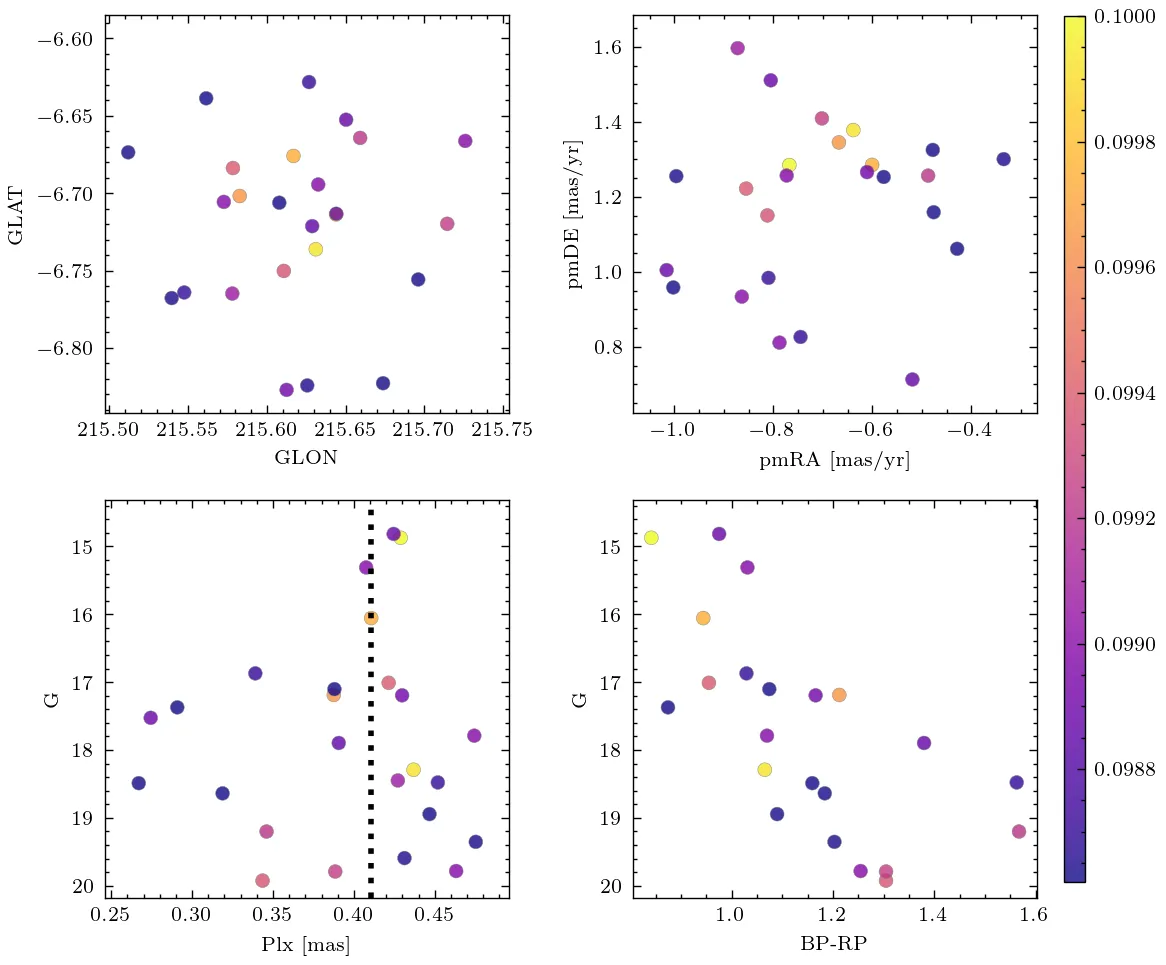 −6.60
−6.65
−6.70
−6.75
−6.80
GLAT
215.50 215.55 215.60 215.65 215.70 215.75
GLON
1.6
1.4
1.2
1.0
0.8
pmDE [mas/yr]
−1.0 −0.8 −0.6 −0.4
pmRA [mas/yr]
0.1000
0.0998
0.0996
0.0994
0.0992
0.0990
0.0988
15
16
17
18
19
20
G
0.25 0.30 0.35 0.40 0.45
Plx [mas]
15
16
17
18
19
20
G
1.0 1.2 1.4 1.6
BP-RP